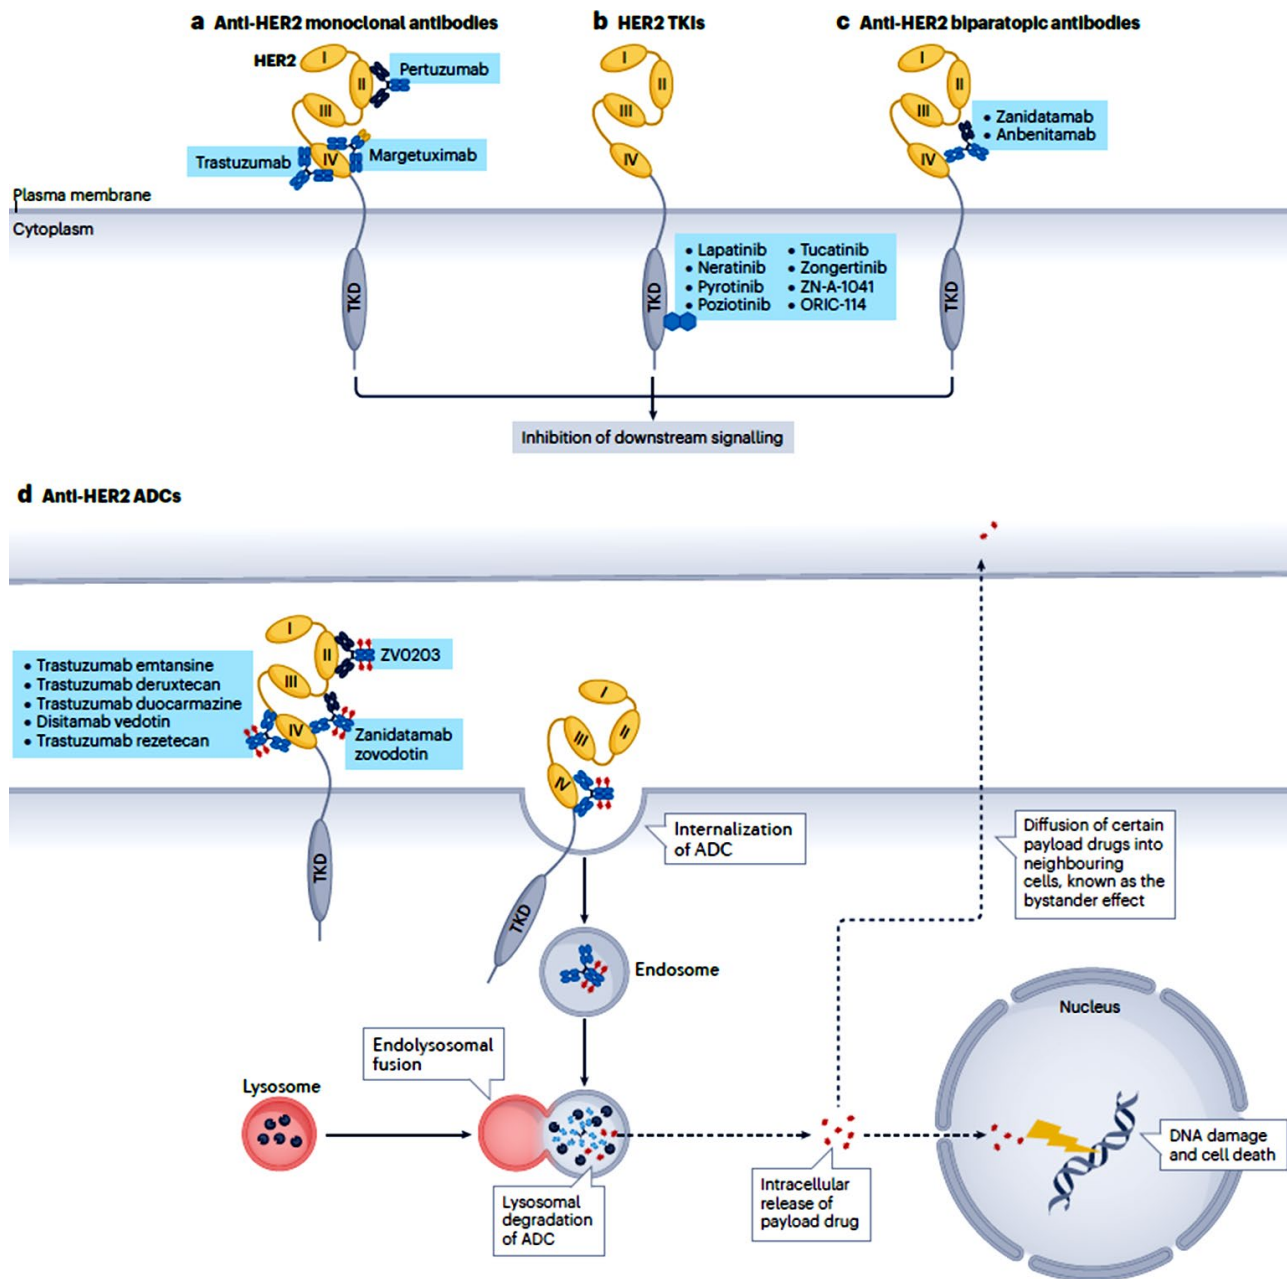 a Anti-HER2 monoclonal antibodies
HER2
I
II
III
IV
Pertuzumab
Trastuzumab
Margetuximab
Plasma membrane
Cytoplasm
TKD
b HER2 TKIs
I
II
III
IV
TKD
• Lapatinib
• Neratinib
• Pyrotinib
• Poziotinib
• Tucatinib
• Zongertinib
• ZN-A-1041
• ORIC-114
c Anti-HER2 biparatopic antibodies
I
II
III
IV
• Zanidatamab
• Anbenitamab
TKD
Inhibition of downstream signalling
d Anti-HER2 ADCs
I
II
III
IV
ZV0203
• Trastuzumab emtansine
• Trastuzumab deruxtecan
• Trastuzumab duocarmazine
• Disitamab vedotin
• Trastuzumab rezetecan
Zanidatamab
zovodotin
TKD
I
II
III
IV
TKD
Internalization
of ADC
Endosome
Endolysosomal
fusion
Lysosome
Lysosomal
degradation
of ADC
Intracellular
release of
payload drug
Diffusion of certain
payload drugs into
neighbouring
cells, known as the
bystander effect
Nucleus
DNA damage
and cell death